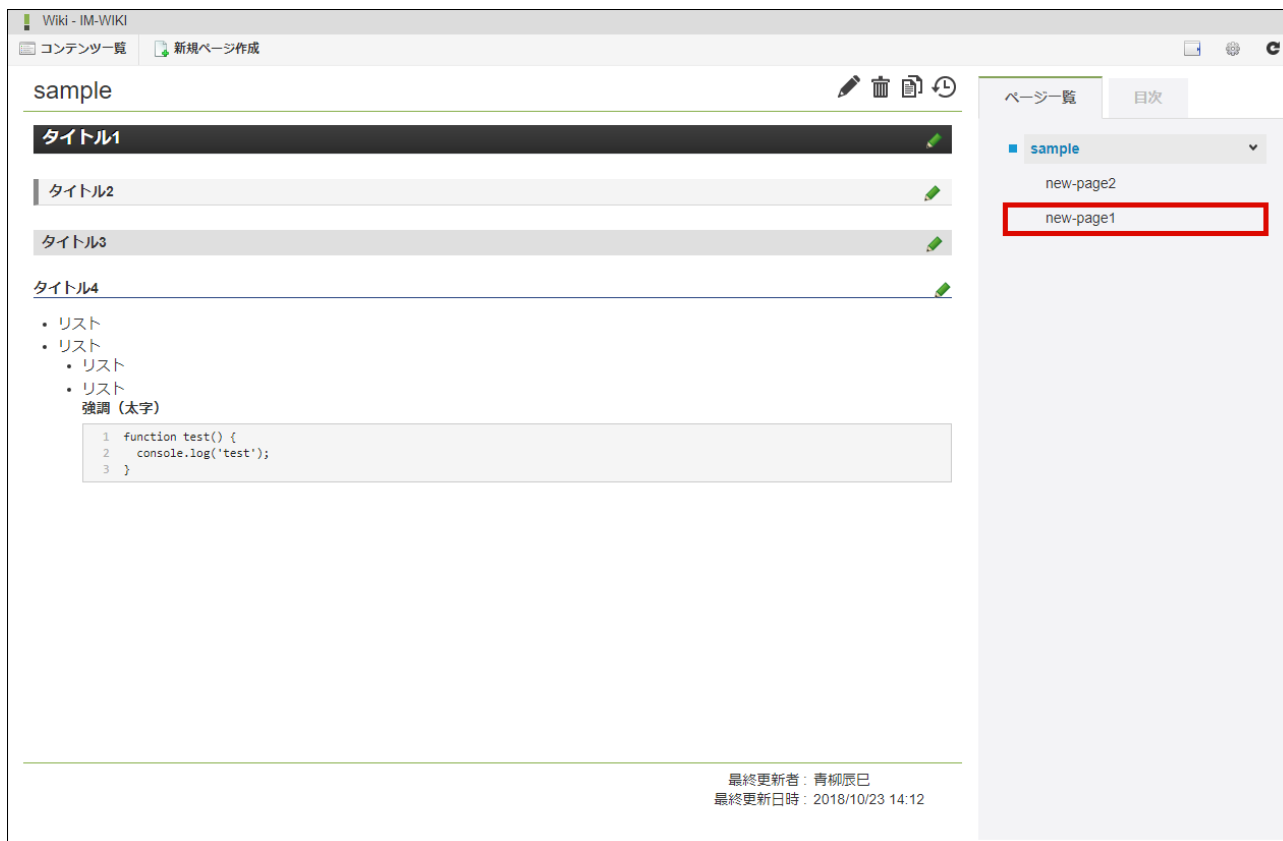 Wiki - IM-WIKI
コンテンツ一覧 新規ページ作成
sample
タイトル1
タイトル2
タイトル3
タイトル4
• リスト
• リスト
• リスト
• リスト
強調（太字）
1 function test() {
2 console.log('test');
3 }
最終更新者 : 青柳辰巳
最終更新日時 : 2018/10/23 14:12
ページ一覧 目次
sample
new-page2
new-page1